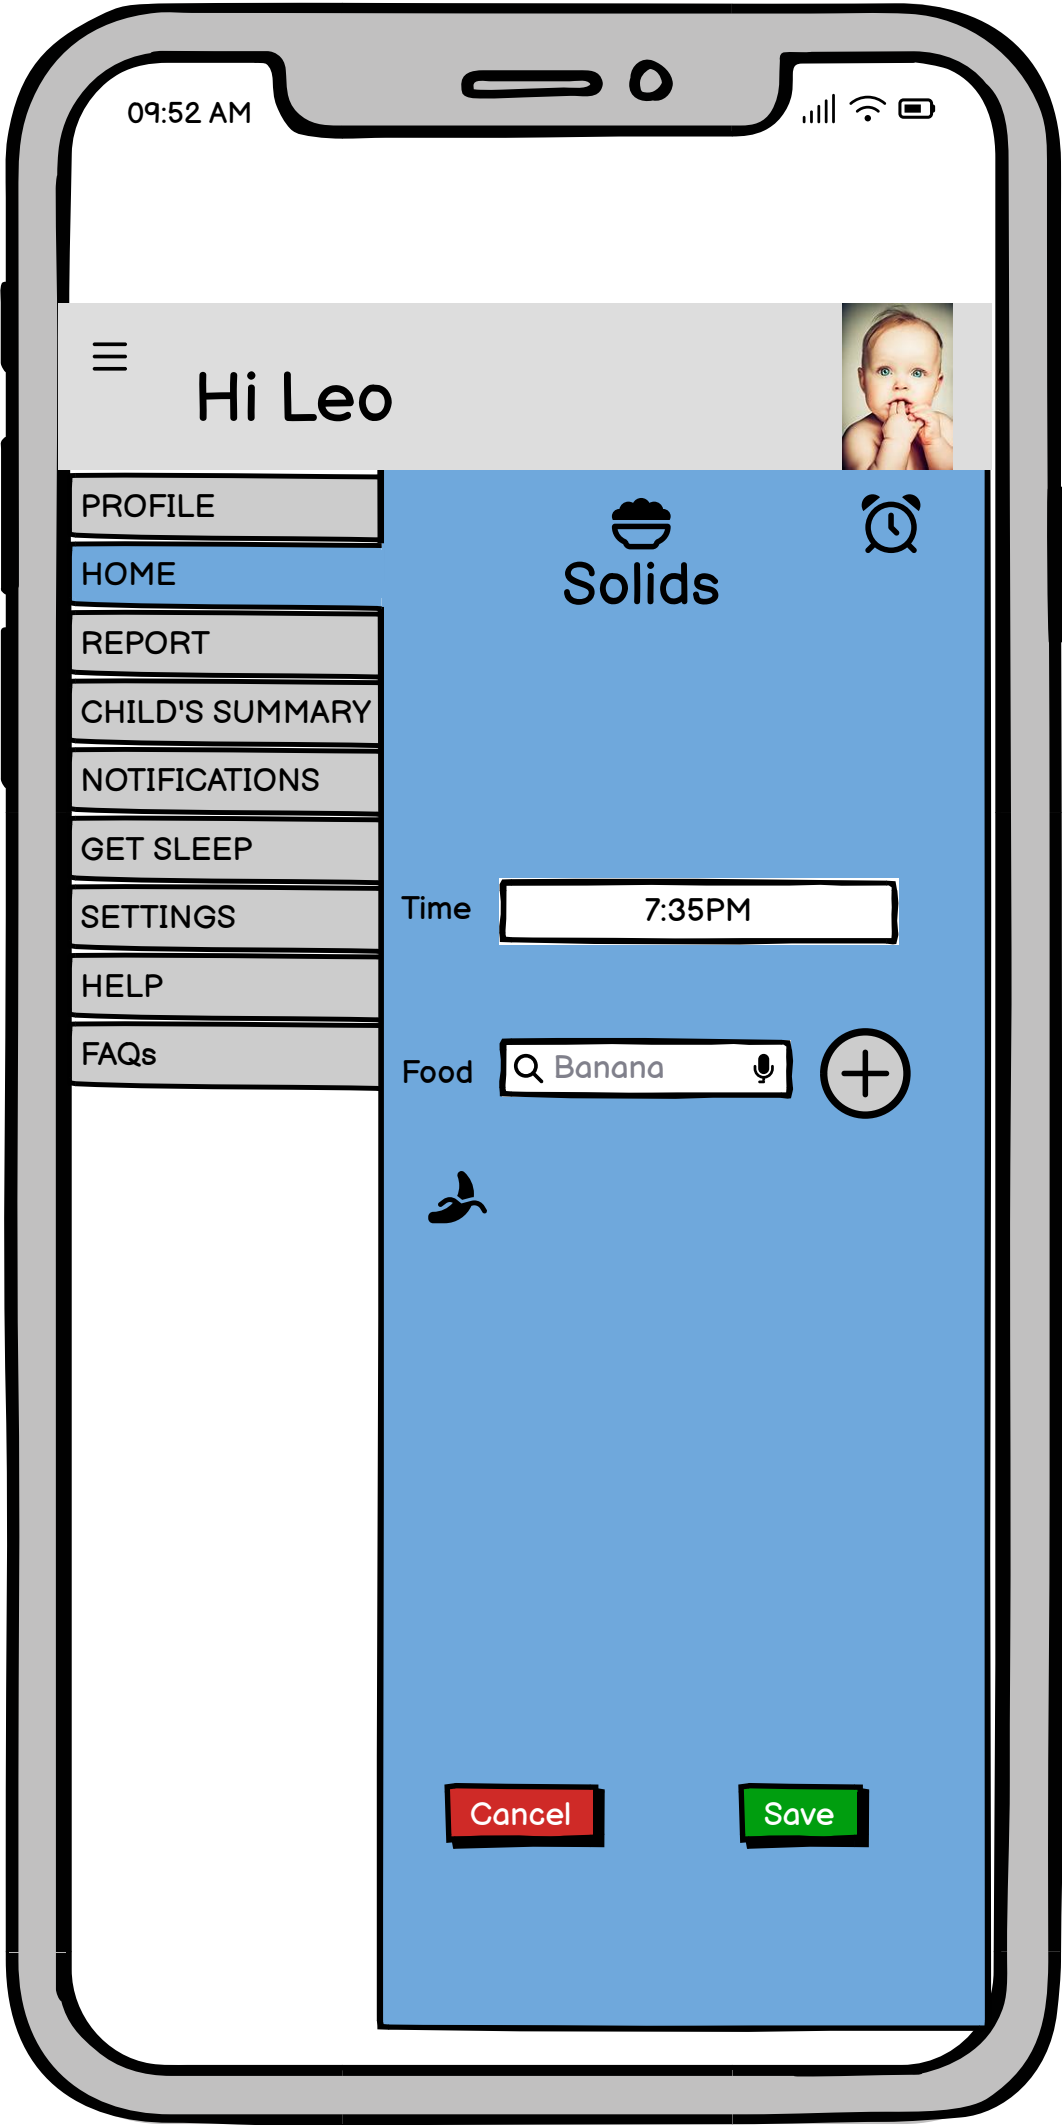 09:52 AM
Hi Leo
PROFILE
HOME
REPORT
CHILD'S SUMMARY
NOTIFICATIONS
GET SLEEP
SETTINGS
HELP
FAQs
Solids
Time
7:35PM
Food
Banana
Cancel
Save